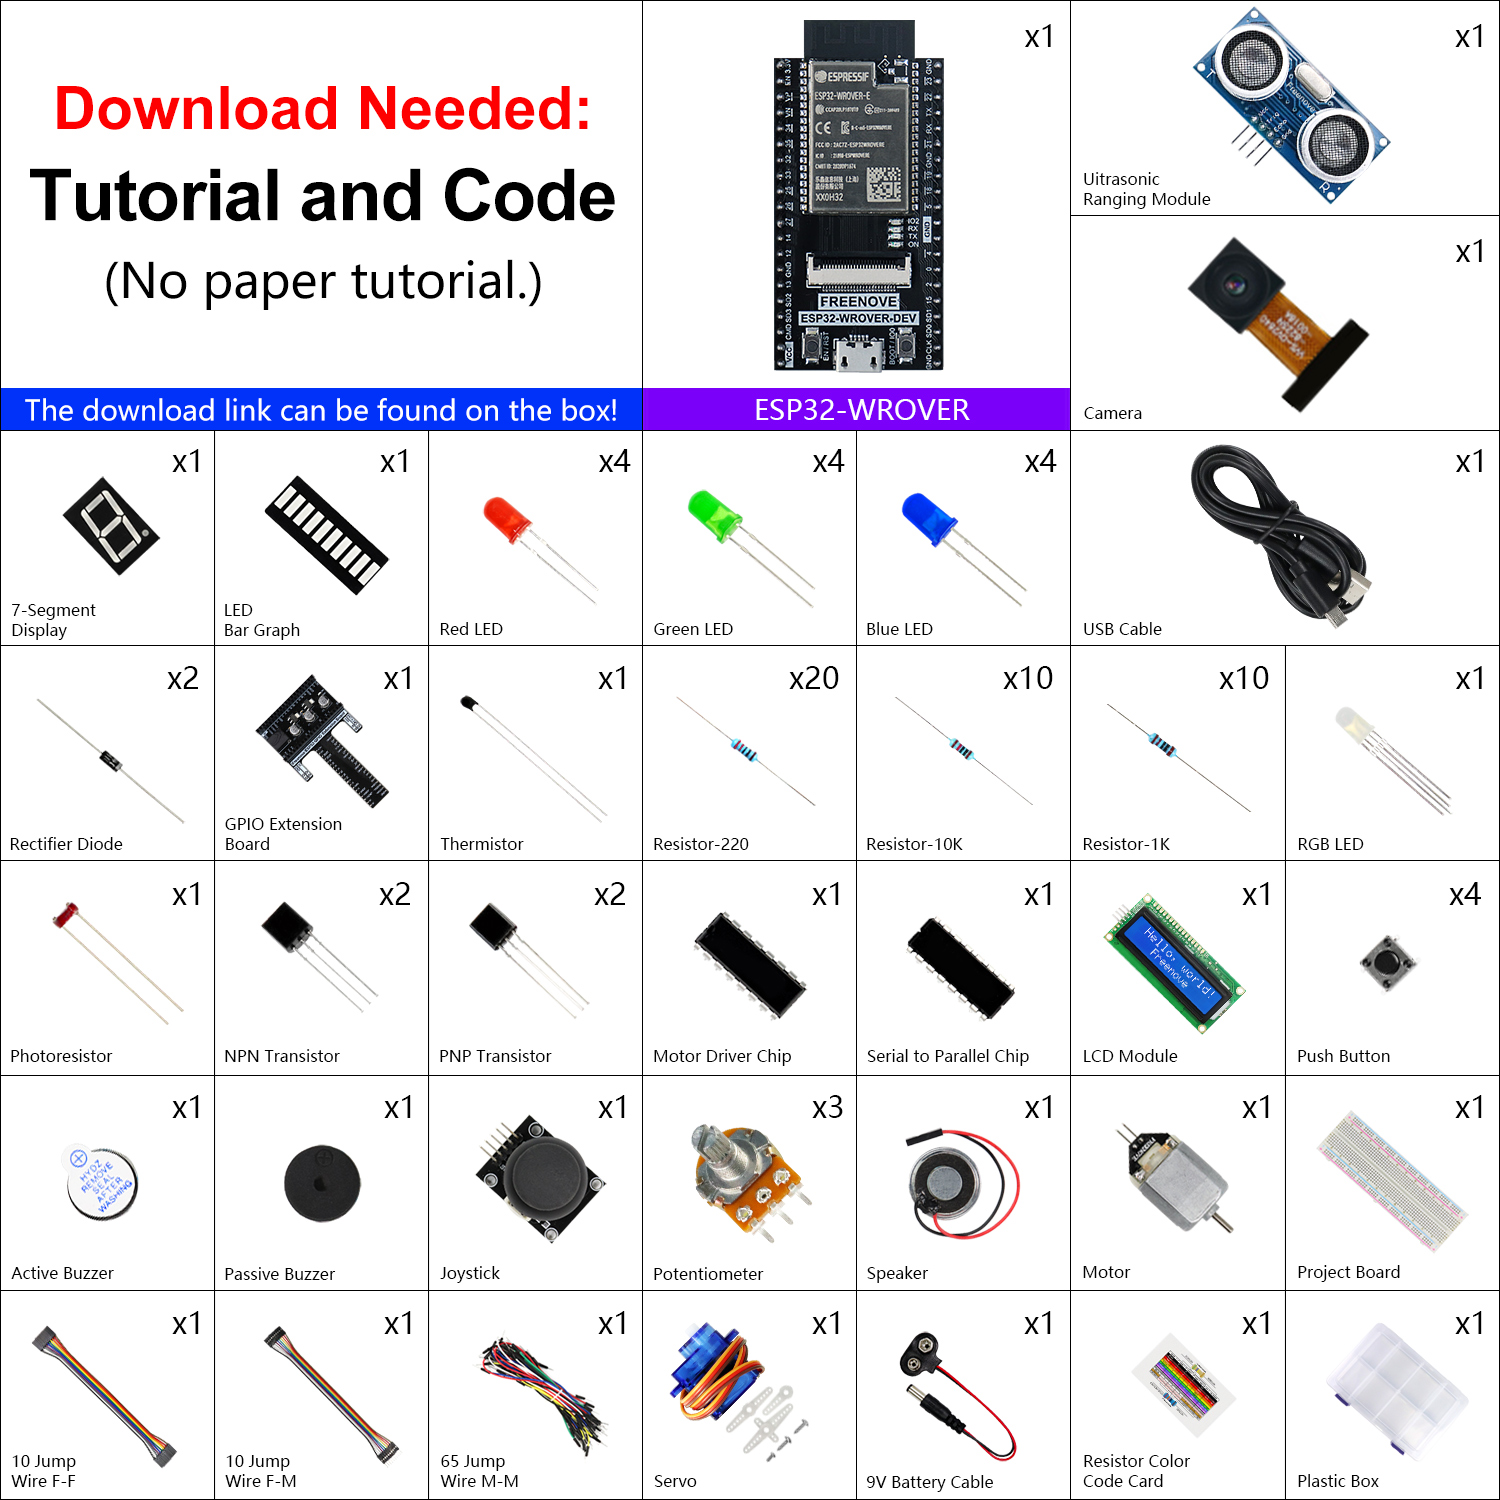 Download Needed:
Tutorial and Code
(No paper tutorial.)
The download link can be found on the box!
x1
ESPRESSIF
ESP32-WROVER-E
FREENOVE
ESP32-WROVER-DEV
ESP32-WROVER
x1
Freenove
T
R
Uitrasonic
Ranging Module
x1
Camera
x1
7-Segment
Display
x1
LED
Bar Graph
x4
Red LED
x4
Green LED
x4
Blue LED
x1
USB Cable
x2
Rectifier Diode
x1
GPIO Extension
Board
x1
Thermistor
x20
Resistor-220
x10
Resistor-10K
x10
Resistor-1K
x1
RGB LED
x1
Photoresistor
x2
NPN Transistor
x2
PNP Transistor
x1
Motor Driver Chip
x1
Serial to Parallel Chip
x1
Hello, world!
Freenove
LCD Module
x4
Push Button
x1
HYDZ
REMOVE
SEAL
AFTER
WASHING
Active Buzzer
x1
Passive Buzzer
x1
Joystick
x3
Potentiometer
x1
Speaker
x1
Motor
x1
Project Board
x1
10 Jump
Wire F-F
x1
10 Jump
Wire F-M
x1
65 Jump
Wire M-M
x1
Servo
x1
9V Battery Cable
x1
Resistor Color
Code Card
x1
Plastic Box